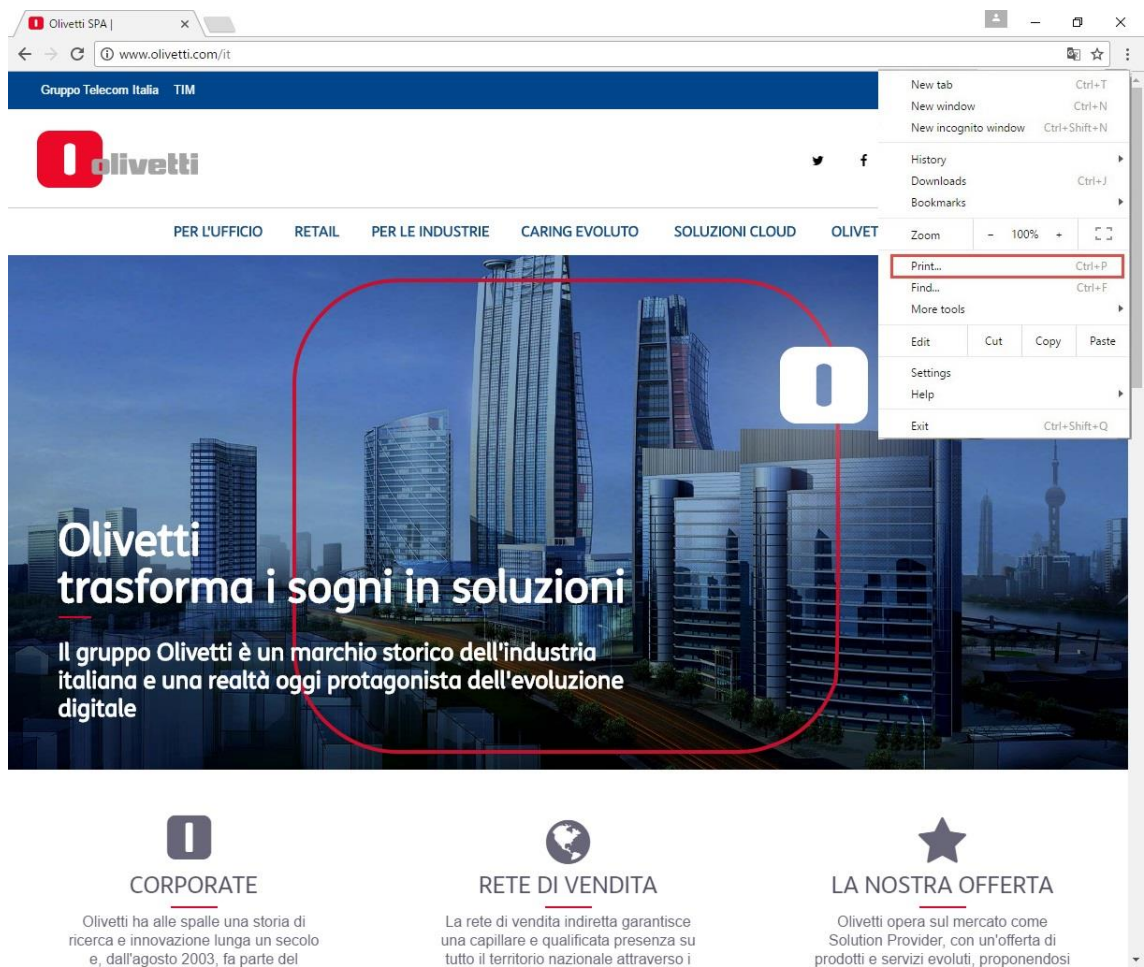 Olivetti SPA |
www.olivetti.com/it
Gruppo Telecom Italia TIM
olivetti
PER L'UFFICIO RETAIL PER LE INDUSTRIE CARING EVOLUTO SOLUZIONI CLOUD OLIVET
New tab Ctrl+T
New window Ctrl+N
New incognito window Ctrl+Shift+N
History
Downloads Ctrl+J
Bookmarks
Zoom - 100% +
Print... Ctrl+P
Find... Ctrl+F
More tools
Edit Cut Copy Paste
Settings
Help
Exit Ctrl+Shift+Q
Olivetti
trasforma i sogni in soluzioni
Il gruppo Olivetti è un marchio storico dell'industria
italiana e una realtà oggi protagonista dell'evoluzione
digitale
CORPORATE
Olivetti ha alle spalle una storia di
ricerca e innovazione lunga un secolo
e, dall'agosto 2003, fa parte del
RETE DI VENDITA
La rete di vendita indiretta garantisce
una capillare e qualificata presenza su
tutto il territorio nazionale attraverso i
LA NOSTRA OFFERTA
Olivetti opera sul mercato come
Solution Provider, con un'offerta di
prodotti e servizi evoluti, proponendosi